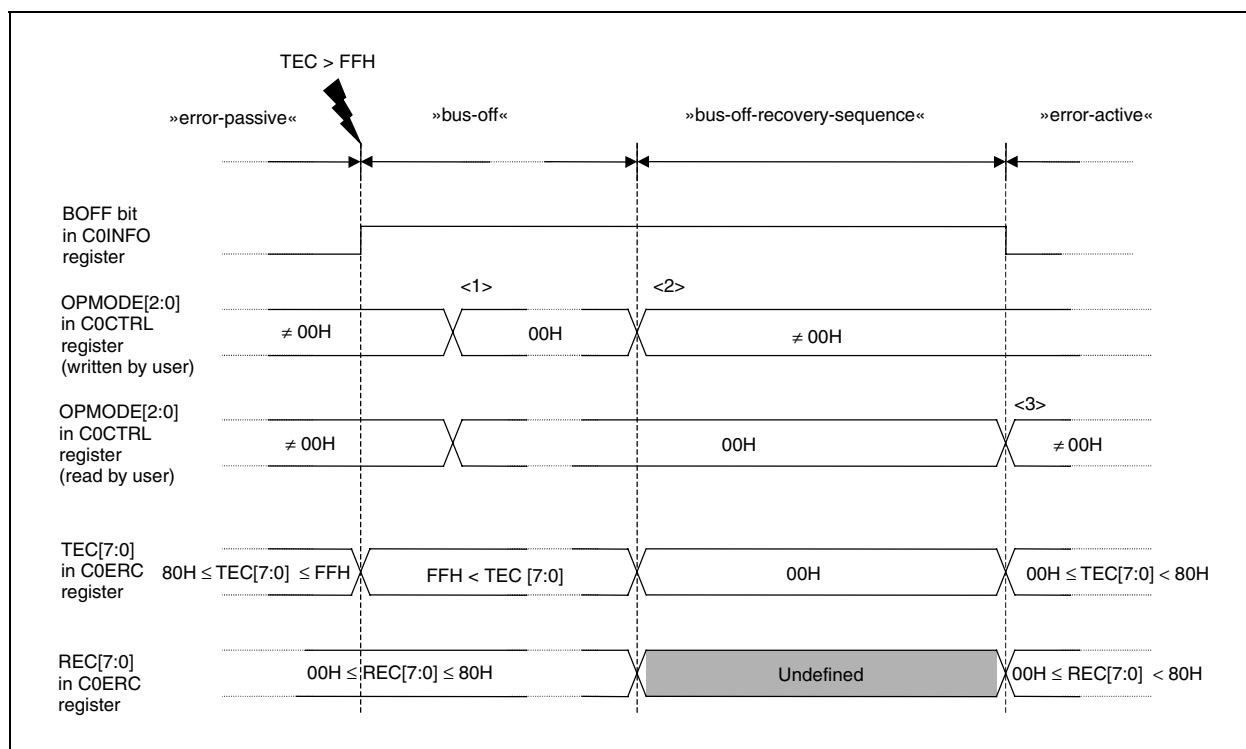 TEC > FFH
»error-passive«
»bus-off«
»bus-off-recovery-sequence«
»error-active«
BOFF bit
in C0INFO
register
<1>
<2>
OPMODE[2:0]
in C0CTRL
register
(written by user)
≠ 00H
00H
≠ 00H
<3>
OPMODE[2:0]
in C0CTRL
register
(read by user)
≠ 00H
00H
≠ 00H
TEC[7:0]
in C0ERC
register
80H ≤ TEC[7:0] ≤ FFH
FFH < TEC [7:0]
00H
00H ≤ TEC[7:0] < 80H
REC[7:0]
in C0ERC
register
00H ≤ REC[7:0] ≤ 80H
Undefined
00H ≤ REC[7:0] < 80H